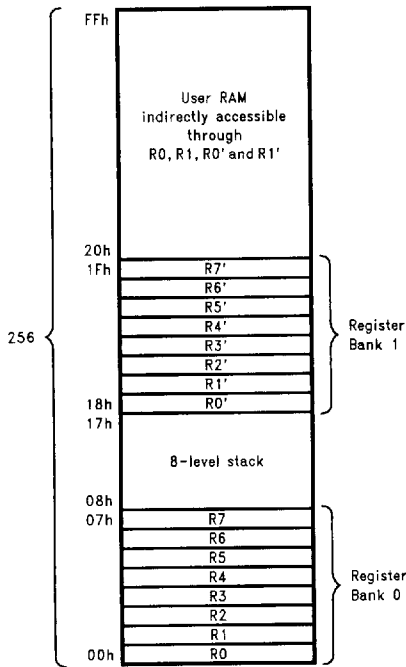 FFh
User RAM
indirectly accessible
through
R0, R1, R0' and R1'
20h
1Fh
R7'
R6'
R5'
R4'
R3'
R2'
R1'
18h
R0'
17h
Register
Bank 1
256
8-level stack
08h
07h
R7
R6
R5
R4
R3
R2
R1
00h
R0
Register
Bank 0